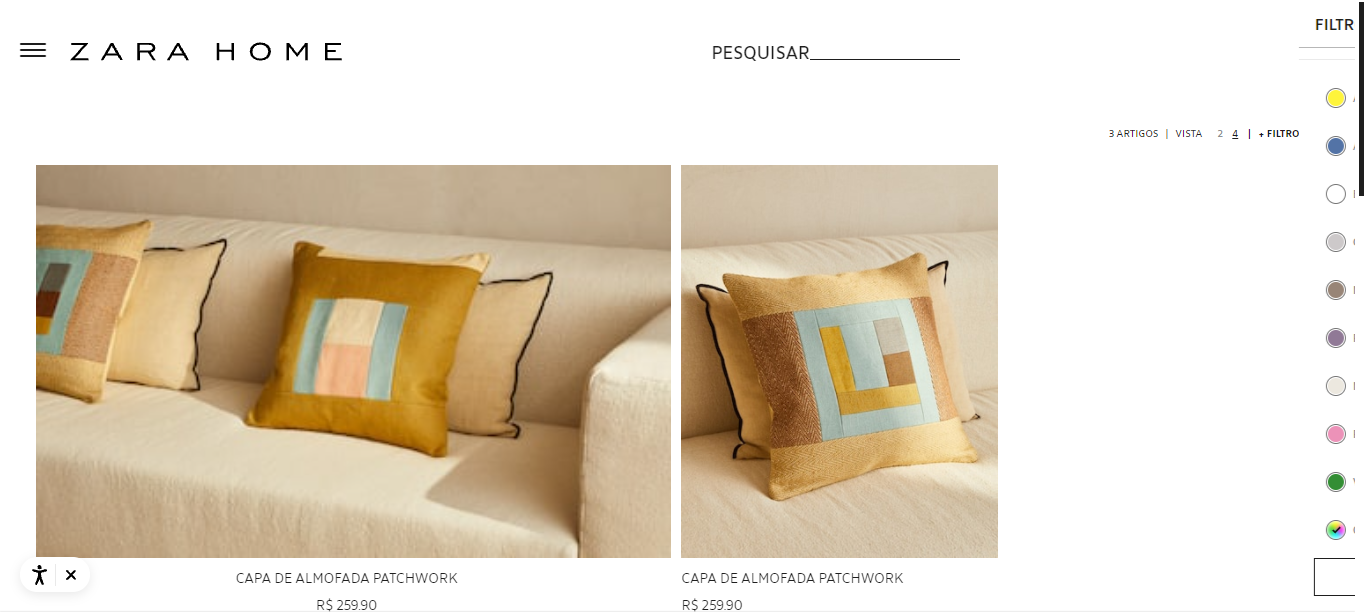 FILTR
ZARA HOME
PESQUISAR
3 ARTIGOS | VISTA 2 4 | + FILTRO
CAPA DE ALMOFADA PATCHWORK
R$ 259.90
CAPA DE ALMOFADA PATCHWORK
R$ 259.90